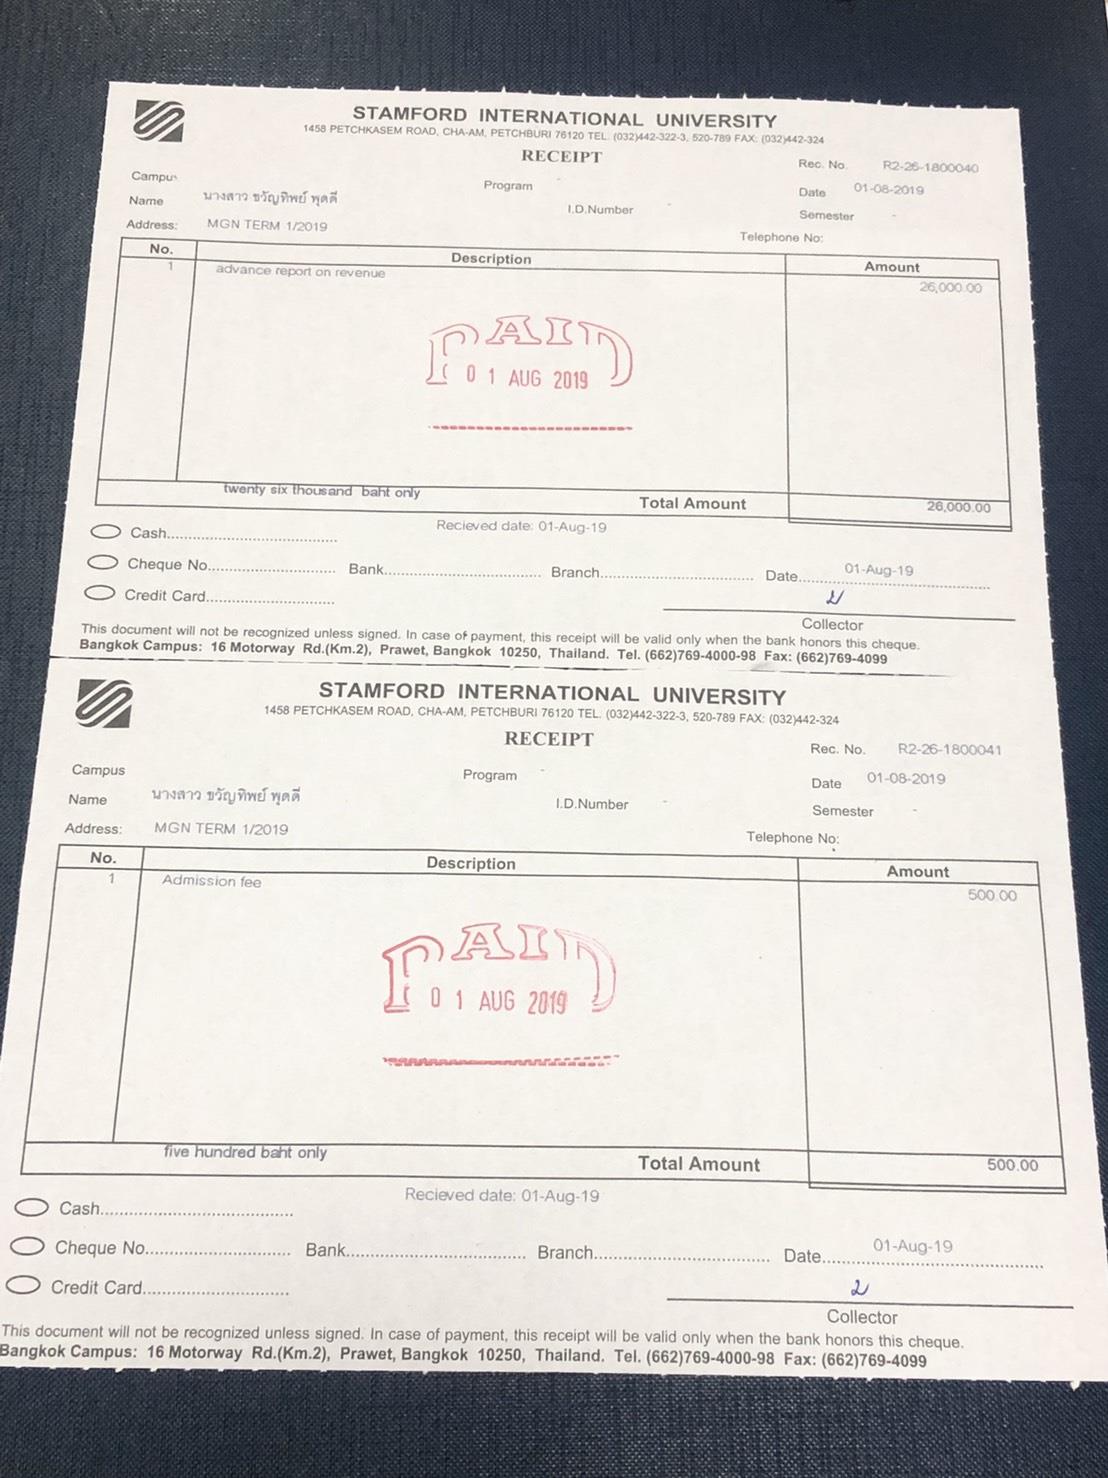 STAMFORD INTERNATIONAL UNIVERSITY
1458 PETCHKASEM ROAD, CHA-AM, PETCHBURI 76120 TEL. (032)442-322-3, 520-789 FAX: (032)442-324
RECEIPT
Rec. No. R2-26-1800040
Campus Program - Date 01-08-2019
Name นางสาว ขวัญทิพย์ พุดดี I.D.Number - Semester -
Address: MGN TERM 1/2019 Telephone No:
No. Description Amount
1 advance report on revenue 26,000.00
PAID
01 AUG 2019
twenty six thousand baht only Total Amount 26,000.00
Cash.......... Recieved date: 01-Aug-19
Cheque No.......... Bank.......... Branch.......... Date..... 01-Aug-19
Credit Card..........
Collector
This document will not be recognized unless signed. In case of payment, this receipt will be valid only when the bank honors this cheque.
Bangkok Campus: 16 Motorway Rd.(Km.2), Prawet, Bangkok 10250, Thailand. Tel. (662)769-4000-98 Fax: (662)769-4099
STAMFORD INTERNATIONAL UNIVERSITY
1458 PETCHKASEM ROAD, CHA-AM, PETCHBURI 76120 TEL. (032)442-322-3, 520-789 FAX: (032)442-324
RECEIPT
Rec. No. R2-26-1800041
Campus Program - Date 01-08-2019
Name นางสาว ขวัญทิพย์ พุดดี I.D.Number - Semester -
Address: MGN TERM 1/2019 Telephone No:
No. Description Amount
1 Admission fee 500.00
PAID
01 AUG 2019
five hundred baht only Total Amount 500.00
Cash.......... Recieved date: 01-Aug-19
Cheque No.......... Bank.......... Branch.......... Date..... 01-Aug-19
Credit Card..........
Collector
This document will not be recognized unless signed. In case of payment, this receipt will be valid only when the bank honors this cheque.
Bangkok Campus: 16 Motorway Rd.(Km.2), Prawet, Bangkok 10250, Thailand. Tel. (662)769-4000-98 Fax: (662)769-4099